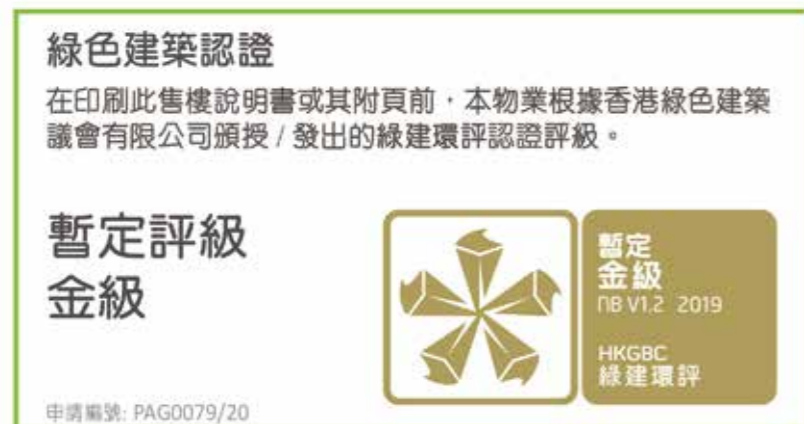 綠色建築認證
在印刷此售樓說明書或其附頁前，本物業根據香港綠色建築
議會有限公司頒授 / 發出的綠建環評認證評級。
暫定評級
金級
暫定
金級
NB V1.2 2019
HKGBC
綠建環評
申請編號: PAG0079/20